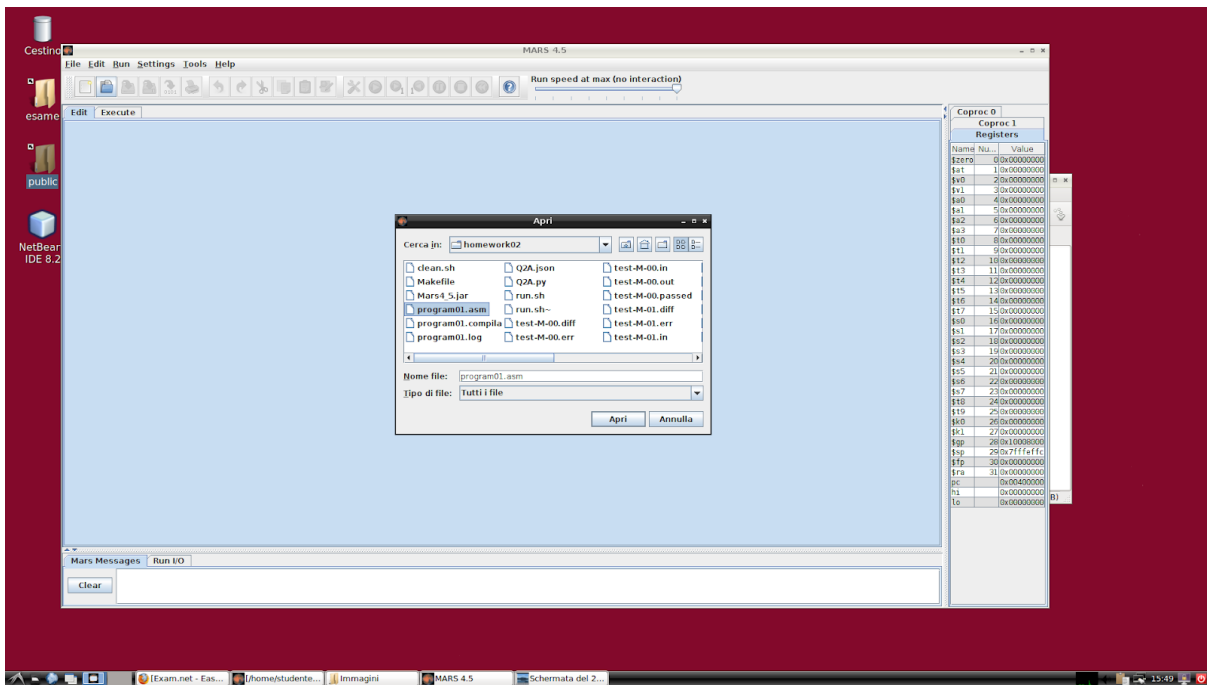 Cestino
MARS 4.5
File Edit Run Settings Tools Help
Run speed at max (no interaction)
esame
Edit Execute
public
NetBean
IDE 8.2
Apri
Cerca in: homework02
clean.sh Q2A.json test-M-00.in
Makefile Q2A.py test-M-00.out
Mars4_5.jar run.sh test-M-00.passed
program01.asm run.sh~ test-M-01.diff
program01.compila test-M-00.diff test-M-01.err
program01.log test-M-00.err test-M-01.in
Nome file: program01.asm
Tipo di file: Tutti i file
Apri Annulla
Coproc 0
Coproc 1
Registers
Name Nu... Value
$zero 0 0x00000000
$at 1 0x00000000
$v0 2 0x00000000
$v1 3 0x00000000
$a0 4 0x00000000
$a1 5 0x00000000
$a2 6 0x00000000
$a3 7 0x00000000
$t0 8 0x00000000
$t1 9 0x00000000
$t2 10 0x00000000
$t3 11 0x00000000
$t4 12 0x00000000
$t5 13 0x00000000
$t6 14 0x00000000
$t7 15 0x00000000
$s0 16 0x00000000
$s1 17 0x00000000
$s2 18 0x00000000
$s3 19 0x00000000
$s4 20 0x00000000
$s5 21 0x00000000
$s6 22 0x00000000
$s7 23 0x00000000
$t8 24 0x00000000
$t9 25 0x00000000
$k0 26 0x00000000
$k1 27 0x00000000
$gp 28 0x10008000
$sp 29 0x7fffeffc
$fp 30 0x00000000
$ra 31 0x00000000
pc 0x00400000
hi 0x00000000
lo 0x00000000
B)
Mars Messages Run I/O
Clear
[Exam.net - Eas... [/home/studente... Immagini MARS 4.5 Schermata del 2... 15:49